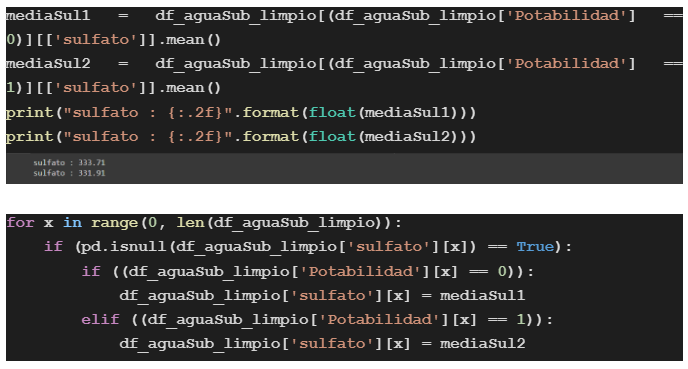 mediaSul1 = df_aguaSub_limpio[(df_aguaSub_limpio['Potabilidad'] ==
0)][['sulfato']].mean()
mediaSul2 = df_aguaSub_limpio[(df_aguaSub_limpio['Potabilidad'] ==
1)][['sulfato']].mean()
print("sulfato : {:.2f}".format(float(mediaSul1)))
print("sulfato : {:.2f}".format(float(mediaSul2)))
sulfato : 333.71
sulfato : 331.91
for x in range(0, len(df_aguaSub_limpio)):
    if (pd.isnull(df_aguaSub_limpio['sulfato'][x]) == True):
        if ((df_aguaSub_limpio['Potabilidad'][x] == 0)):
            df_aguaSub_limpio['sulfato'][x] = mediaSul1
        elif ((df_aguaSub_limpio['Potabilidad'][x] == 1)):
            df_aguaSub_limpio['sulfato'][x] = mediaSul2